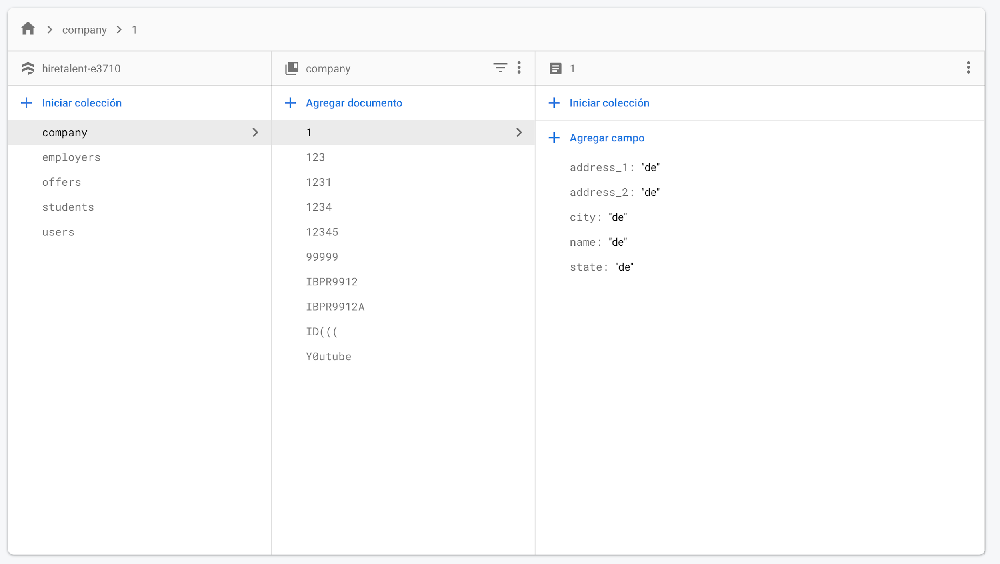 company > 1
hiretalent-e3710
Iniciar colección
company
employers
offers
students
users
company
Agregar documento
1
123
1231
1234
12345
99999
IBPR9912
IBPR9912A
ID(((
Y0utube
1
Iniciar colección
Agregar campo
address_1: "de"
address_2: "de"
city: "de"
name: "de"
state: "de"